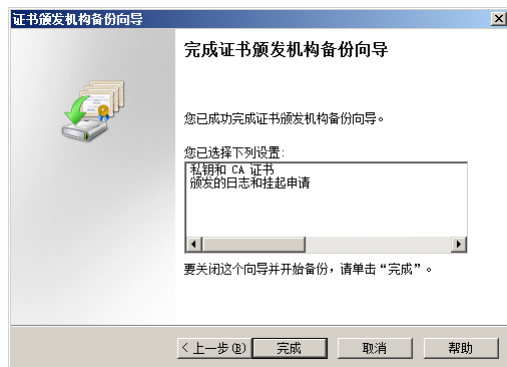 证书颁发机构备份向导
完成证书颁发机构备份向导
您已成功完成证书颁发机构备份向导。
您已选择下列设置:
私钥和 CA 证书
颁发的日志和挂起申请
要关闭这个向导并开始备份，请单击“完成”。
< 上一步(B)
完成
取消
帮助